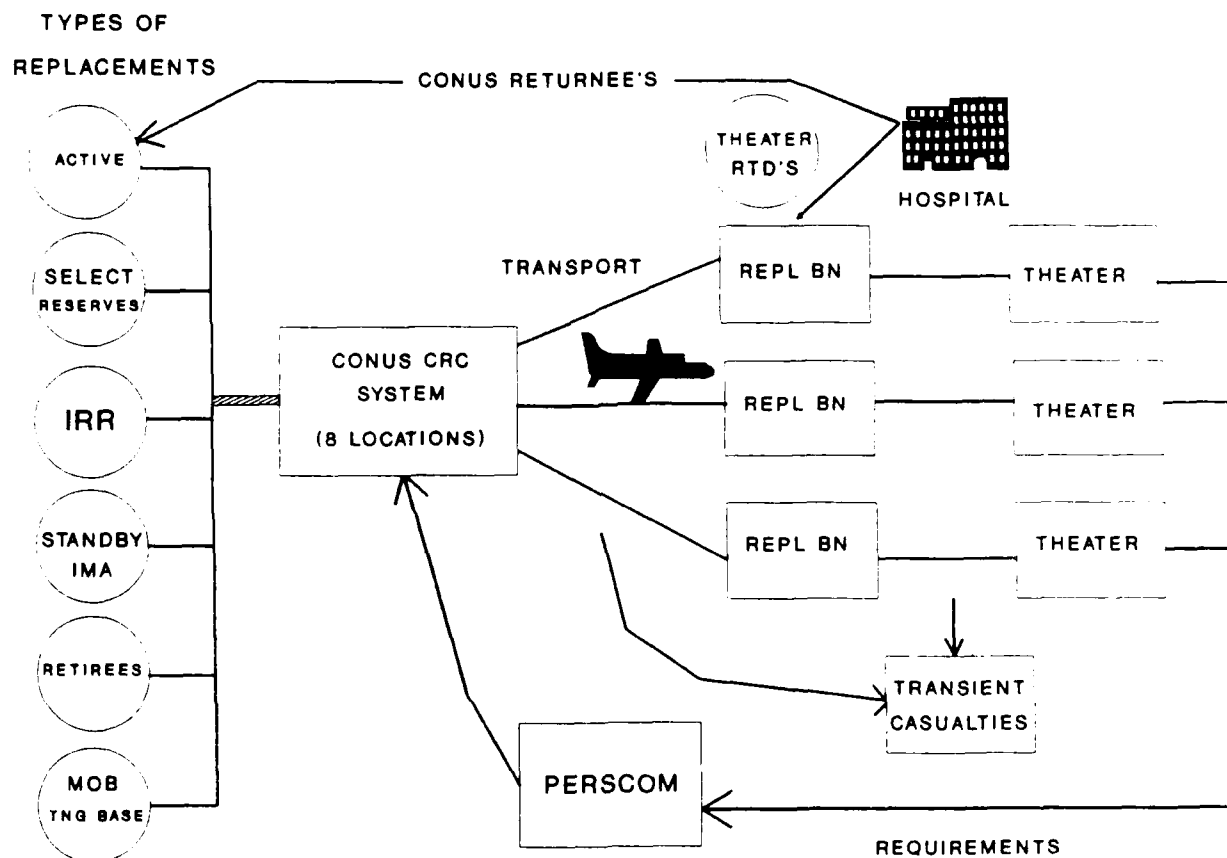 TYPES OF
REPLACEMENTS
CONUS RETURNEE'S
ACTIVE
THEATER
RTD'S
HOSPITAL
SELECT
RESERVES
TRANSPORT
REPL BN
THEATER
CONUS CRC
SYSTEM
(8 LOCATIONS)
IRR
REPL BN
THEATER
STANDBY
IMA
REPL BN
THEATER
RETIREES
TRANSIENT
CASUALTIES
MOB
TNG BASE
PERSCOM
REQUIREMENTS